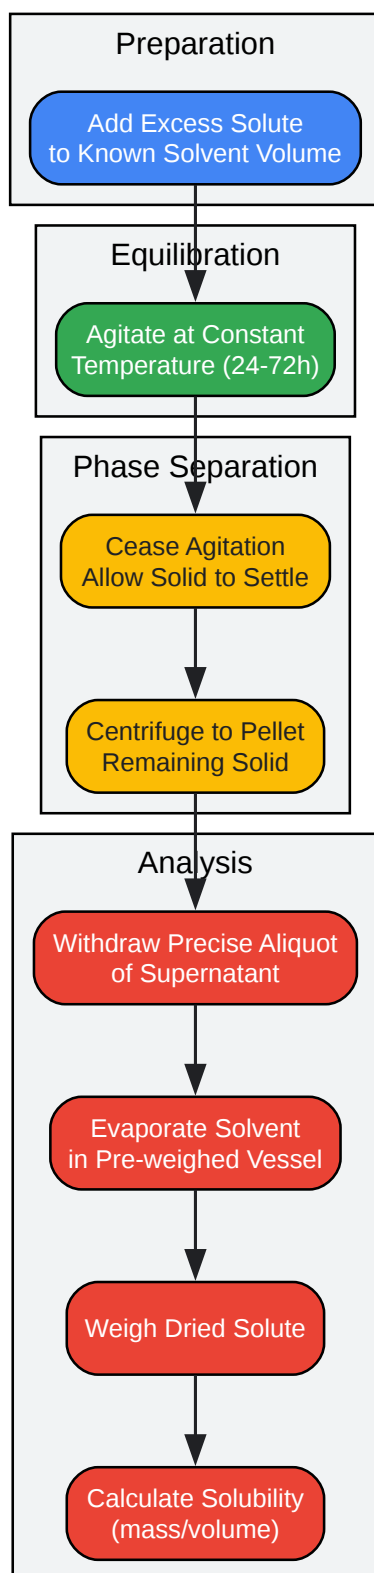 Preparation
Add Excess Solute
to Known Solvent Volume
Equilibration
Agitate at Constant
Temperature (24-72h)
Phase Separation
Cease Agitation
Allow Solid to Settle
Centrifuge to Pellet
Remaining Solid
Analysis
Withdraw Precise Aliquot
of Supernatant
Evaporate Solvent
in Pre-weighed Vessel
Weigh Dried Solute
Calculate Solubility
(mass/volume)